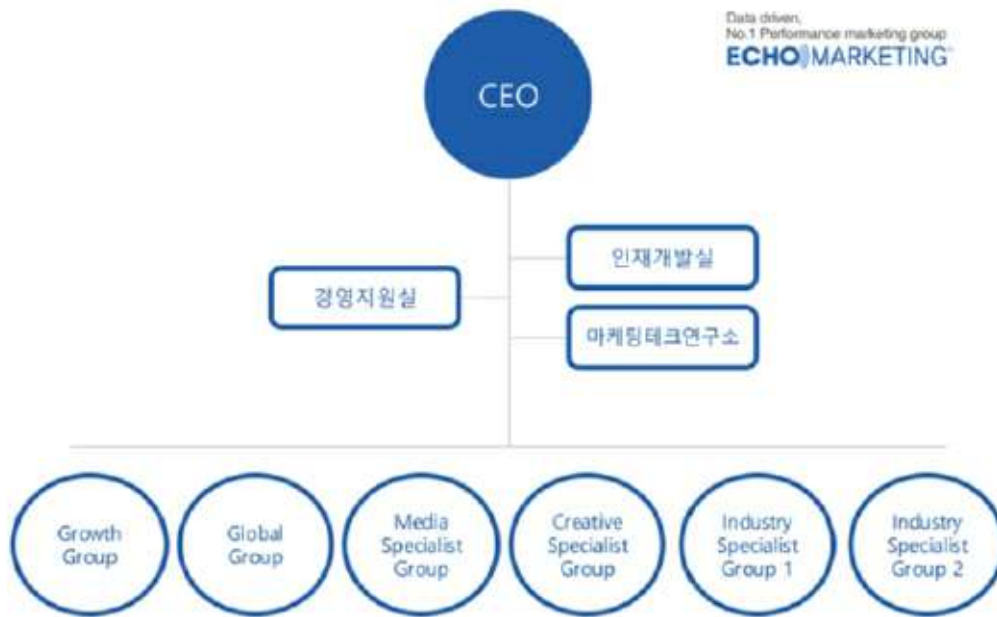 Data driven,
No.1 Performance marketing group
ECHO MARKETING
CEO
인재개발실
경영지원실
마케팅테크연구소
Growth
Group
Global
Group
Media
Specialist
Group
Creative
Specialist
Group
Industry
Specialist
Group 1
Industry
Specialist
Group 2